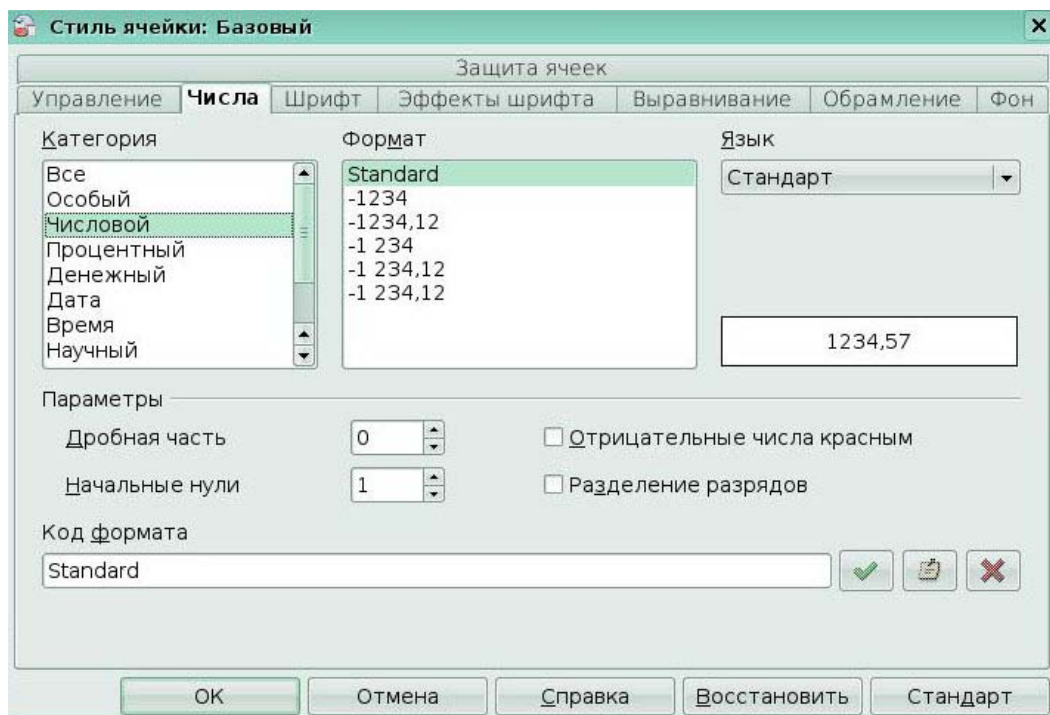 Стиль ячейки: Базовый
Защита ячеек
Управление Числа Шрифт Эффекты шрифта Выравнивание Обрамление Фон
Категория Формат Язык
Все Standard Стандарт
Особый -1234
Числовой -1234,12
Процентный -1 234
Денежный -1 234,12
Дата -1 234,12
Время
Научный 1234,57
Параметры
Дробная часть 0 Отрицательные числа красным
Начальные нули 1 Разделение разрядов
Код формата
Standard
OK Отмена Справка Восстановить Стандарт